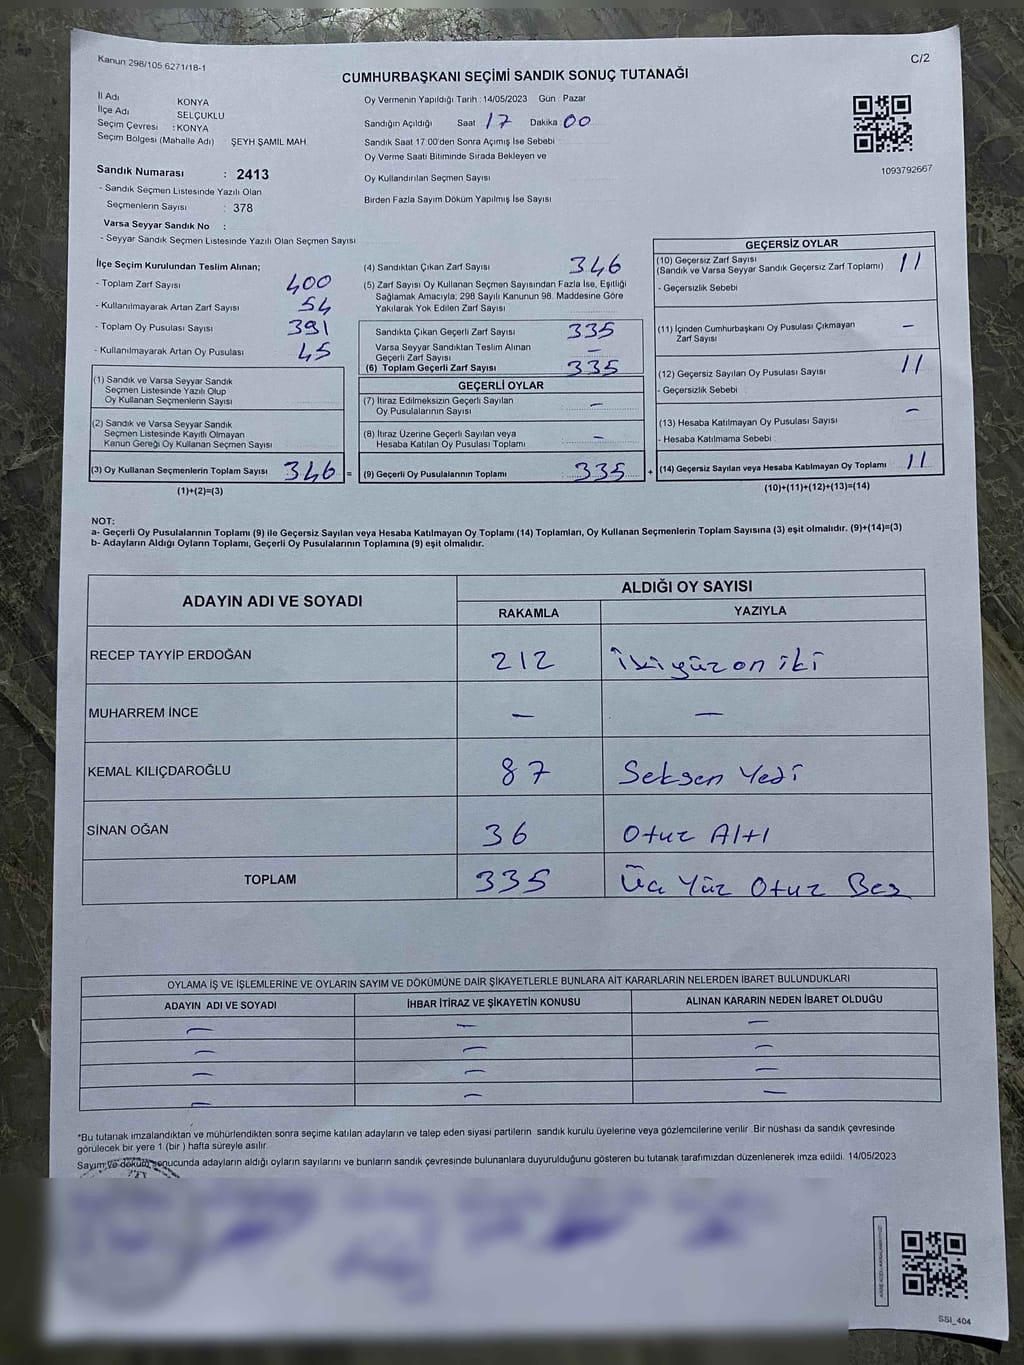 Kanun 298/105 6271/18-1
C/2
CUMHURBAŞKANI SEÇİMİ SANDIK SONUÇ TUTANAĞI
İl Adı KONYA
İlçe Adı SELÇUKLU
Seçim Çevresi : KONYA
Seçim Bölgesi (Mahalle Adı) ŞEYH ŞAMİL MAH
Sandık Numarası : 2413
- Sandık Seçmen Listesinde Yazılı Olan
Seçmenlerin Sayısı : 378
Varsa Seyyar Sandık No :
- Seyyar Sandık Seçmen Listesinde Yazılı Olan Seçmen Sayısı
Oy Vermenin Yapıldığı Tarih : 14/05/2023 Gün : Pazar
Sandığın Açıldığı Saat 17 Dakika 00
Sandık Saat 17:00'den Sonra Açımış İse Sebebi
Oy Verme Saati Bitiminde Sırada Bekleyen ve
Oy Kullandırılan Seçmen Sayısı
Birden Fazla Sayım Döküm Yapılmış İse Sayısı
1093792667
İlçe Seçim Kurulundan Teslim Alınan;
- Toplam Zarf Sayısı 400
- Kullanılmayarak Artan Zarf Sayısı 54
- Toplam Oy Pusulası Sayısı 391
- Kullanılmayarak Artan Oy Pusulası 45
(1) Sandık ve Varsa Seyyar Sandık
Seçmen Listesinde Yazılı Olup
Oy Kullanan Seçmenlerin Sayısı
(2) Sandık ve Varsa Seyyar Sandık
Seçmen Listesinde Kayıtlı Olmayan
Kanun Gereği Oy Kullanan Seçmen Sayısı
(3) Oy Kullanan Seçmenlerin Toplam Sayısı 346 =
(1)+(2)=(3)
(4) Sandıktan Çıkan Zarf Sayısı 346
(5) Zarf Sayısı Oy Kullanan Seçmen Sayısından Fazla İse, Eşitliği
Sağlamak Amacıyla; 298 Sayılı Kanunun 98. Maddesine Göre
Yakılarak Yok Edilen Zarf Sayısı
Sandıkta Çıkan Geçerli Zarf Sayısı 335
Varsa Seyyar Sandıktan Teslim Alınan
Geçerli Zarf Sayısı —
(6) Toplam Geçerli Zarf Sayısı 335
GEÇERLİ OYLAR
(7) İtiraz Edilmeksizin Geçerli Sayılan
Oy Pusulalarının Sayısı —
(8) İtiraz Üzerine Geçerli Sayılan veya
Hesaba Katılan Oy Pusulası Toplamı —
(9) Geçerli Oy Pusulalarının Toplamı 335 +
GEÇERSİZ OYLAR
(10) Geçersiz Zarf Sayısı 11
(Sandık ve Varsa Seyyar Sandık Geçersiz Zarf Toplamı)
- Geçersizlik Sebebi
(11) İçinden Cumhurbaşkanı Oy Pusulası Çıkmayan —
Zarf Sayısı
(12) Geçersiz Sayılan Oy Pusulası Sayısı 11
- Geçersizlik Sebebi
(13) Hesaba Katılmayan Oy Pusulası Sayısı —
- Hesaba Katılmama Sebebi
(14) Geçersiz Sayılan veya Hesaba Katılmayan Oy Toplamı 11
(10)+(11)+(12)+(13)=(14)
NOT:
a- Geçerli Oy Pusulalarının Toplamı (9) ile Geçersiz Sayılan veya Hesaba Katılmayan Oy Toplamı (14) Toplamları, Oy Kullanan Seçmenlerin Toplam Sayısına (3) eşit olmalıdır. (9)+(14)=(3)
b- Adayların Aldığı Oyların Toplamı, Geçerli Oy Pusulalarının Toplamına (9) eşit olmalıdır.
ADAYIN ADI VE SOYADI
ALDIĞI OY SAYISI
RAKAMLA YAZIYLA
RECEP TAYYİP ERDOĞAN 212 İki yüz on iki
MUHARREM İNCE — —
KEMAL KILIÇDAROĞLU 87 Seksen Yedi
SİNAN OĞAN 36 Otuz Altı
TOPLAM 335 Üç Yüz Otuz Beş
OYLAMA İŞ VE İŞLEMLERİNE VE OYLARIN SAYIM VE DÖKÜMÜNE DAİR ŞİKAYETLERLE BUNLARA AİT KARARLARIN NELERDEN İBARET BULUNDUKLARI
ADAYIN ADI VE SOYADI İHBAR İTİRAZ VE ŞİKAYETİN KONUSU ALINAN KARARIN NEDEN İBARET OLDUĞU
— — —
— — —
— — —
— — —
*Bu tutanak imzalandıktan ve mühürlendikten sonra seçime katılan adayların ve talep eden siyasi partilerin sandık kurulu üyelerine veya gözlemcilerine verilir. Bir nüshası da sandık çevresinde
görülecek bir yere 1 (bir ) hafta süreyle asılır.
Sayım ve döküm sonucunda adayların aldığı oyların sayılarını ve bunların sandık çevresinde bulunanlara duyurulduğunu gösteren bu tutanak tarafımızdan düzenlenerek imza edildi. 14/05/2023
SSI_404